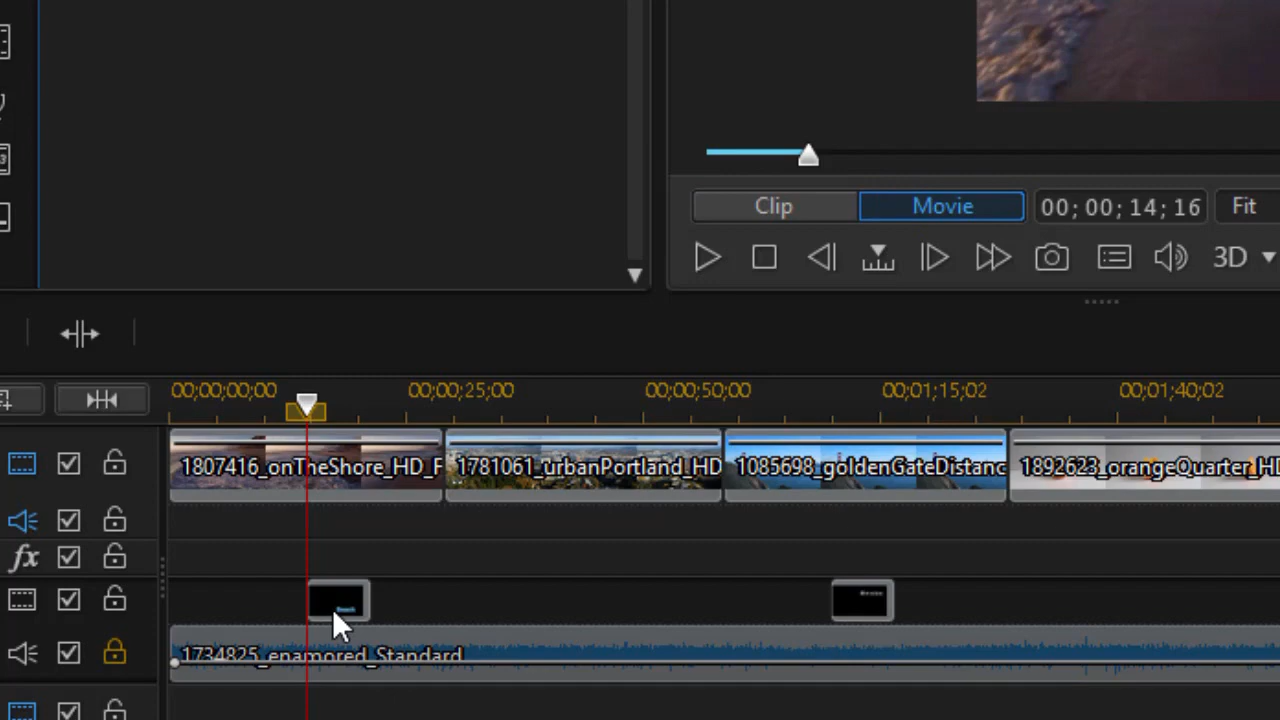 Clip
Movie
00; 00; 14; 16
Fit
3D
00;00;00;00
00;00;25;00
00;00;50;00
00;01;15;02
00;01;40;02
1807416_onTheShore_HD_F
1781061_urbanPortland_HD
1085698_goldenGateDistanc
1892623_orangeQuarter_HD
fx
1734825_enamored_Standard